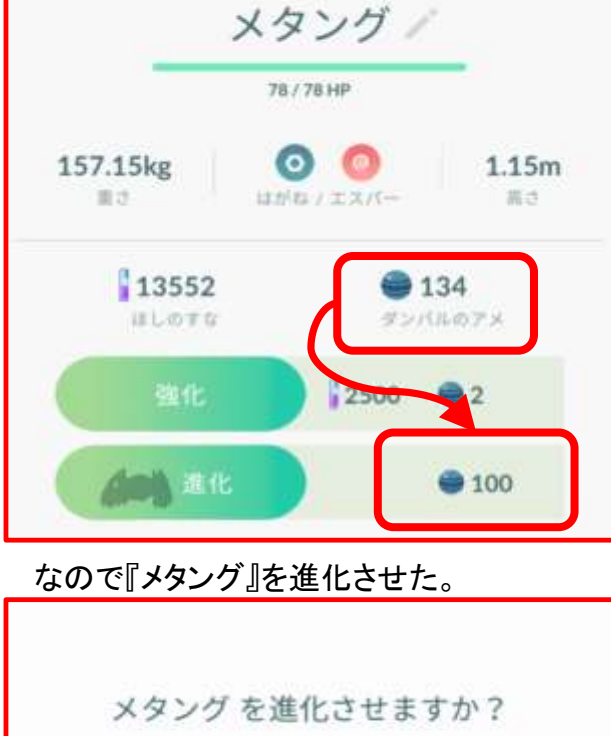 メタング
78 / 78 HP
157.15kg
1.15m
重さ
はがね / エスパー
高さ
13552
134
ほしのすな
ダンバルのアメ
強化
2500
2
進化
100
なので『メタング』を進化させた。
メタング を進化させますか？